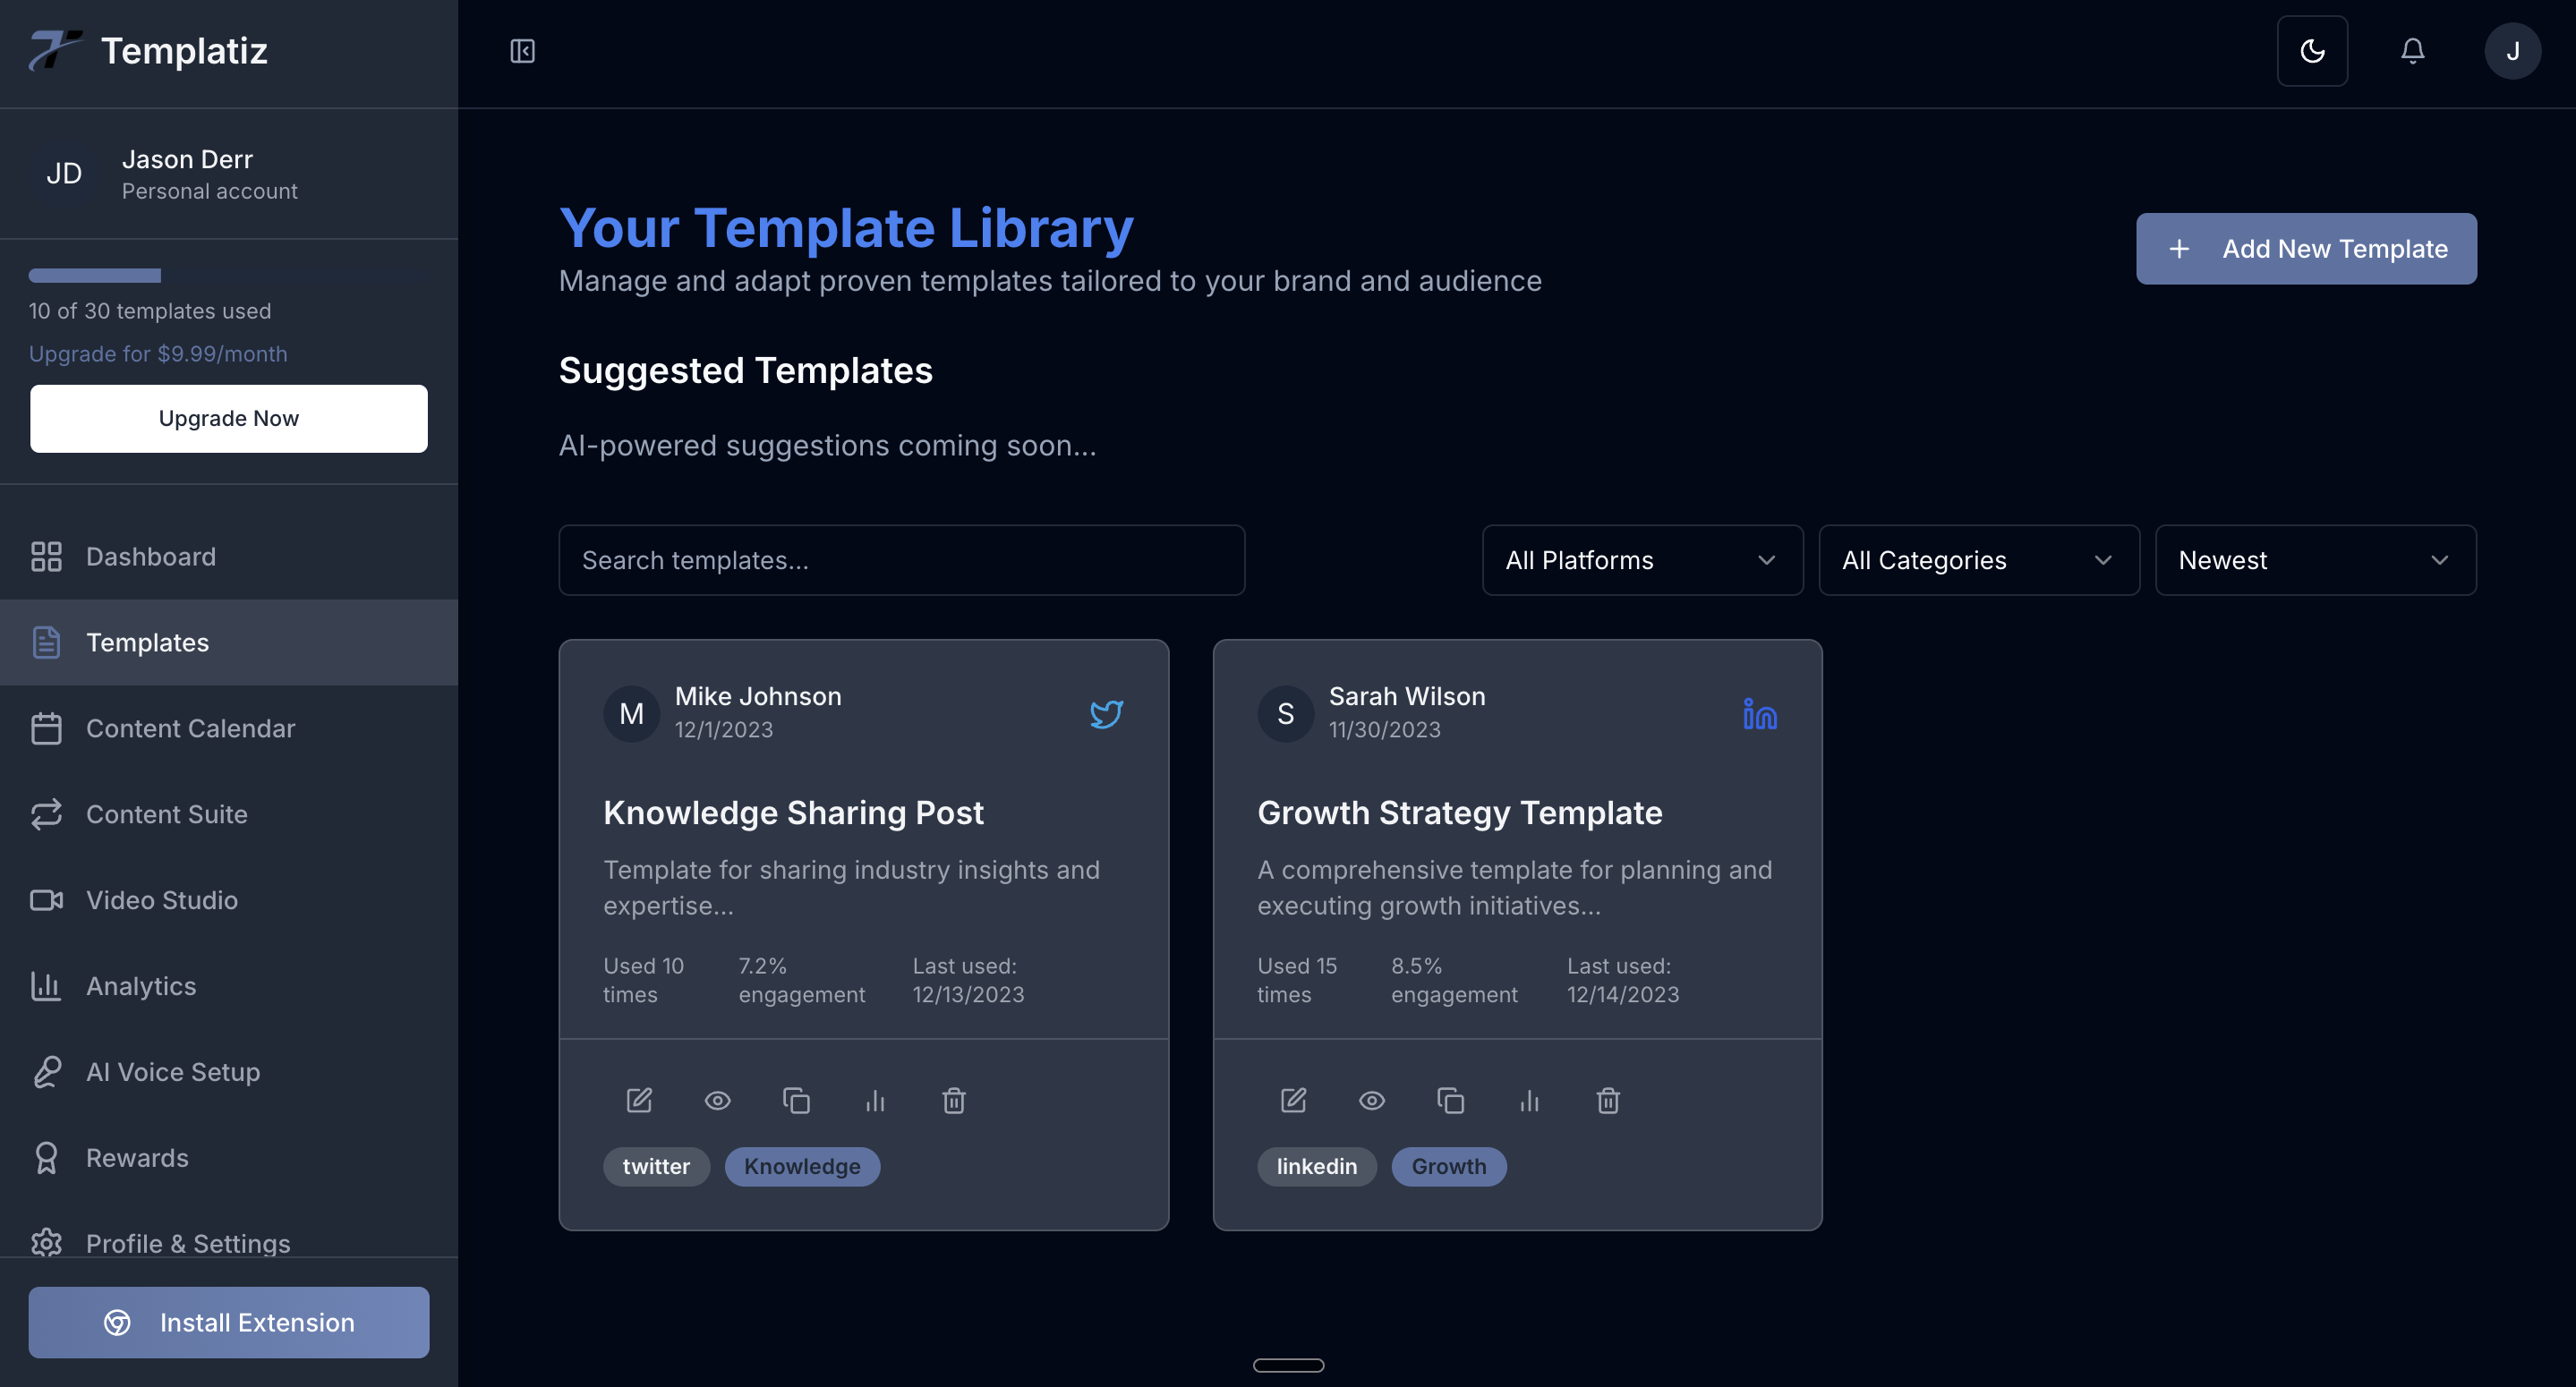 Templatiz
JD
Jason Derr
Personal account
10 of 30 templates used
Upgrade for $9.99/month
Upgrade Now
Dashboard
Templates
Content Calendar
Content Suite
Video Studio
Analytics
AI Voice Setup
Rewards
Profile & Settings
Install Extension
J
Your Template Library
Manage and adapt proven templates tailored to your brand and audience
Add New Template
Suggested Templates
AI-powered suggestions coming soon...
Search templates...
All Platforms
All Categories
Newest
M
Mike Johnson
12/1/2023
Knowledge Sharing Post
Template for sharing industry insights and
expertise...
Used 10
times
7.2%
engagement
Last used:
12/13/2023
twitter
Knowledge
S
Sarah Wilson
11/30/2023
in
Growth Strategy Template
A comprehensive template for planning and
executing growth initiatives...
Used 15
times
8.5%
engagement
Last used:
12/14/2023
linkedin
Growth